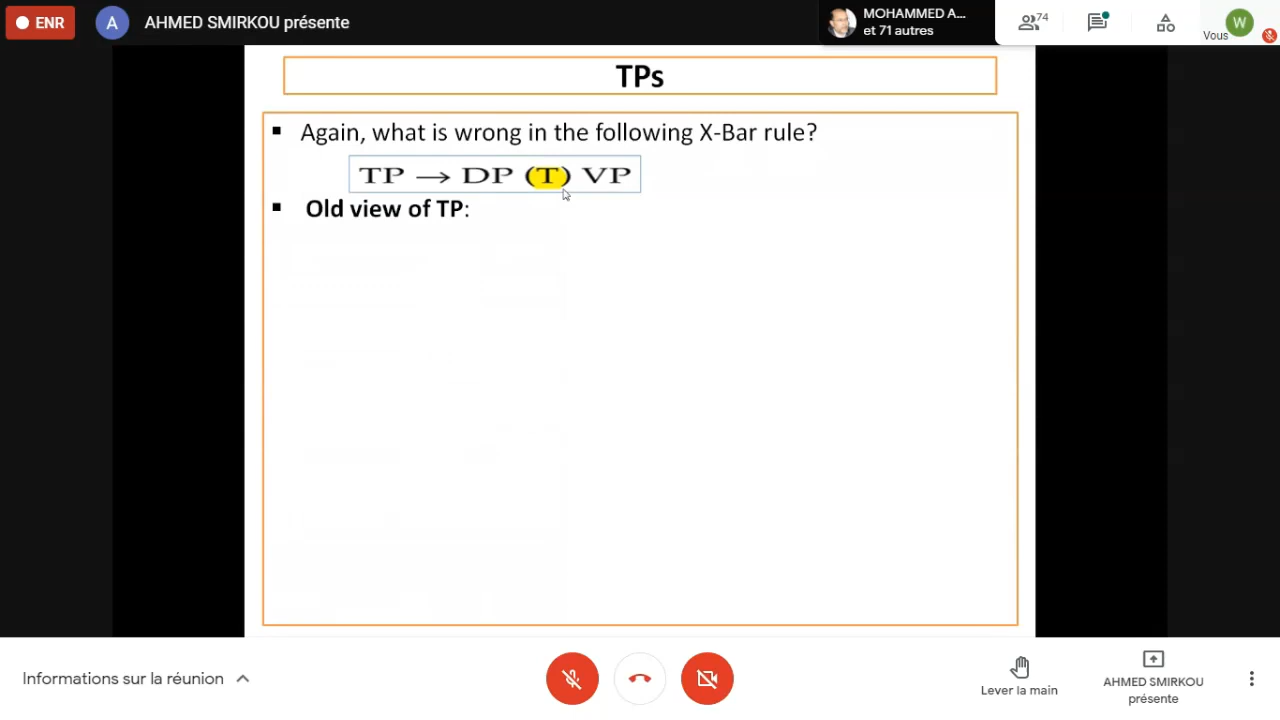 ENR
A
AHMED SMIRKOU présente
MOHAMMED A...
et 71 autres
74
Vous
W
TPs
▪ Again, what is wrong in the following X-Bar rule?
TP → DP (T) VP
▪ Old view of TP:
Informations sur la réunion
Lever la main
AHMED SMIRKOU
présente